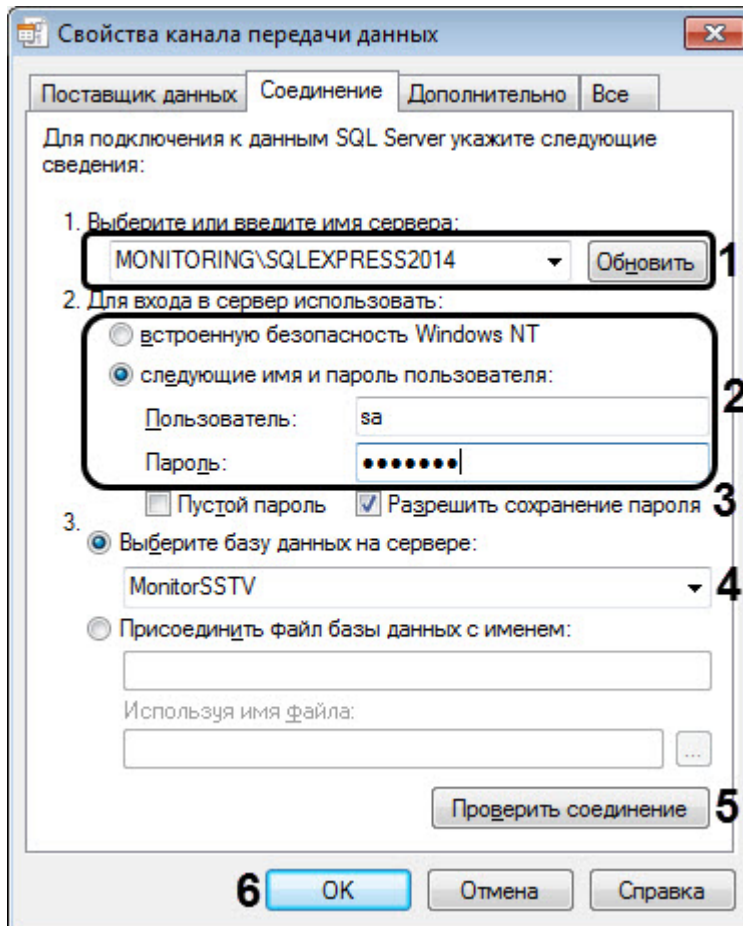 Свойства канала передачи данных
Поставщик данных Соединение Дополнительно Все
Для подключения к данным SQL Server укажите следующие
сведения:
1. Выберите или введите имя сервера:
MONITORING\SQLEXPRESS2014 Обновить 1
2. Для входа в сервер использовать:
встроенную безопасность Windows NT
следующие имя и пароль пользователя:
2
Пользователь: sa
Пароль: •••••••
Пустой пароль Разрешить сохранение пароля 3
3.
Выберите базу данных на сервере:
MonitorSSTV 4
Присоединить файл базы данных с именем:
Используя имя файла:
...
Проверить соединение 5
6 OK Отмена Справка